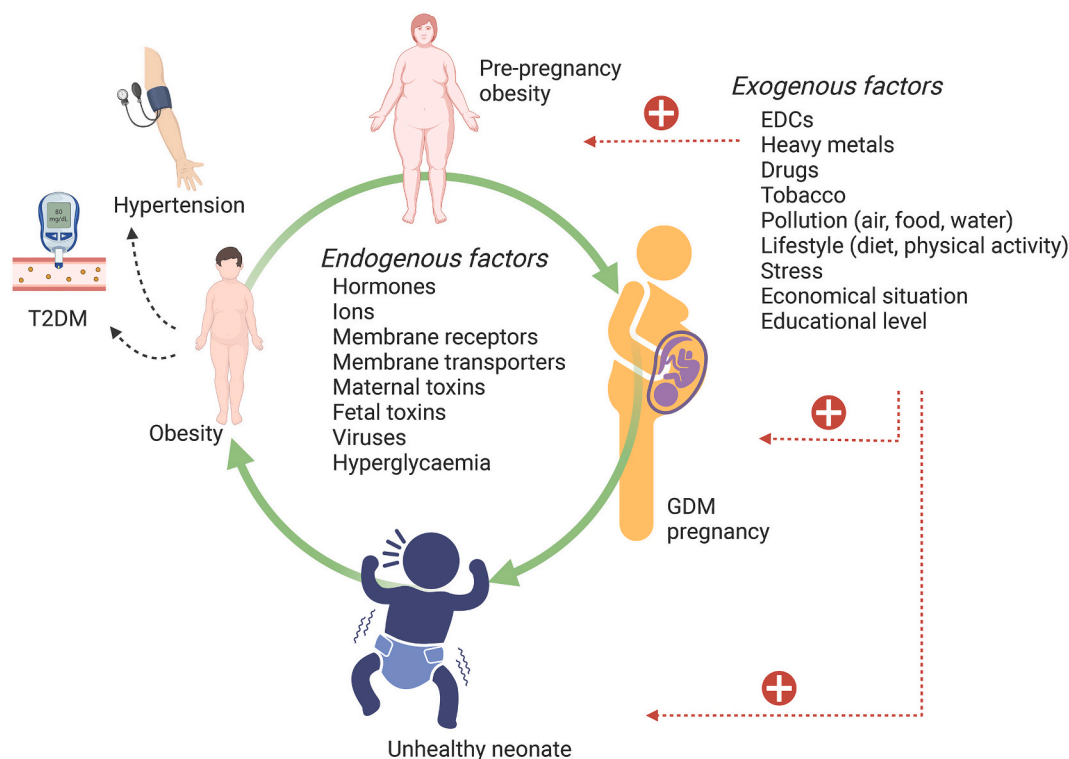 Pre-pregnancy
obesity
Exogenous factors
EDCs
Heavy metals
Drugs
Tobacco
Pollution (air, food, water)
Lifestyle (diet, physical activity)
Stress
Economical situation
Educational level
Hypertension
80
mg/dL
T2DM
Endogenous factors
Hormones
Ions
Membrane receptors
Membrane transporters
Maternal toxins
Fetal toxins
Viruses
Hyperglycaemia
Obesity
GDM
pregnancy
Unhealthy neonate